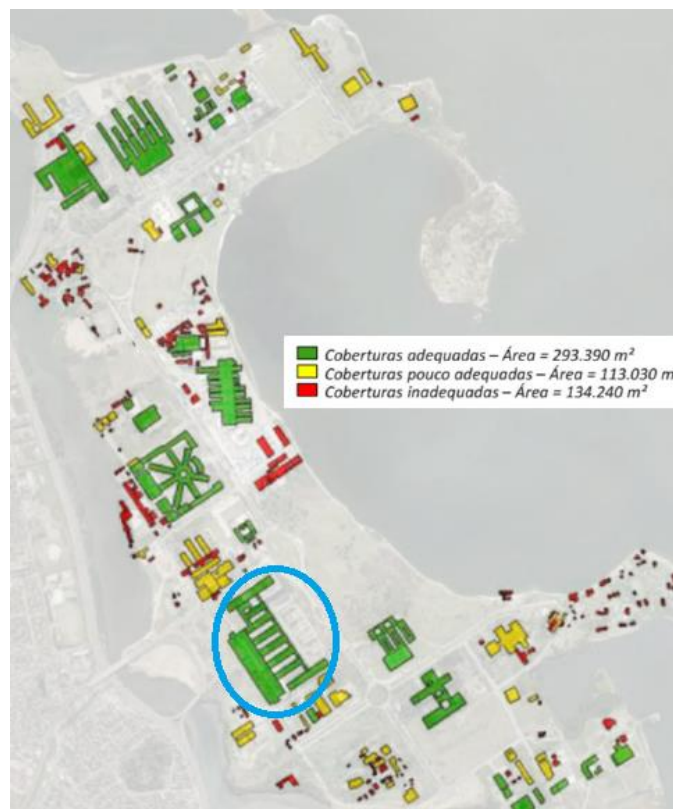 Coberturas adequadas – Área = 293.390 m²
Coberturas pouco adequadas – Área = 113.030 m
Coberturas inadequadas – Área = 134.240 m²